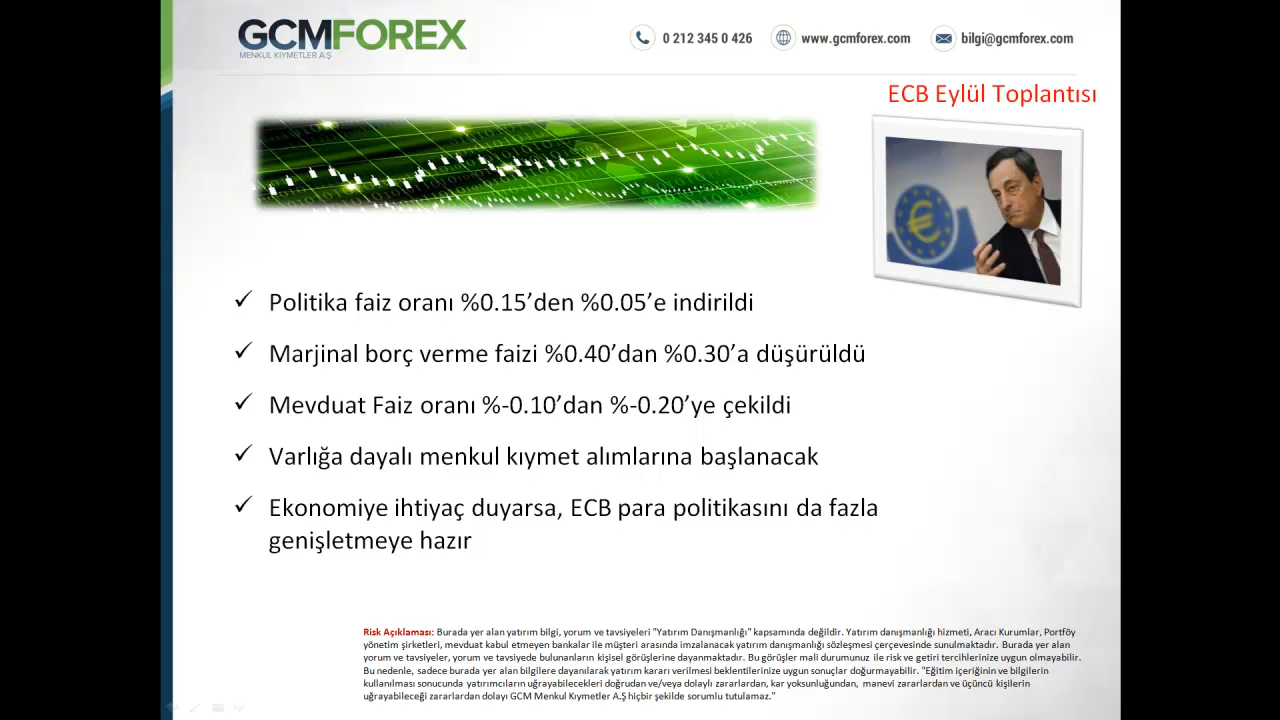 GCMFOREX
MENKUL KIYMETLER A.Ş
0 212 345 0 426
www.gcmforex.com
bilgi@gcmforex.com
ECB Eylül Toplantısı
Politika faiz oranı %0.15’den %0.05’e indirildi
Marjinal borç verme faizi %0.40’dan %0.30’a düşürüldü
Mevduat Faiz oranı %-0.10’dan %-0.20’ye çekildi
Varlığa dayalı menkul kıymet alımlarına başlanacak
Ekonomiye ihtiyaç duyarsa, ECB para politikasını da fazla
genişletmeye hazır
Risk Açıklaması: Burada yer alan yatırım bilgi, yorum ve tavsiyeleri "Yatırım Danışmanlığı" kapsamında değildir. Yatırım danışmanlığı hizmeti, Aracı Kurumlar, Portföy
yönetim şirketleri, mevduat kabul etmeyen bankalar ile müşteri arasında imzalanacak yatırım danışmanlığı sözleşmesi çerçevesinde sunulmaktadır. Burada yer alan
yorum ve tavsiyeler, yorum ve tavsiyede bulunanların kişisel görüşlerine dayanmaktadır. Bu görüşler mali durumunuz ile risk ve getiri tercihlerinize uygun olmayabilir.
Bu nedenle, sadece burada yer alan bilgilere dayanılarak yatırım kararı verilmesi beklentilerinize uygun sonuçlar doğurmayabilir. "Eğitim içeriğinin ve bilgilerin
kullanılması sonucunda yatırımcıların uğrayabilecekleri doğrudan ve/veya dolaylı zararlardan, kar yoksunluğundan, manevi zararlardan ve üçüncü kişilerin
uğrayabileceği zararlardan dolayı GCM Menkul Kıymetler A.Ş hiçbir şekilde sorumlu tutulamaz."